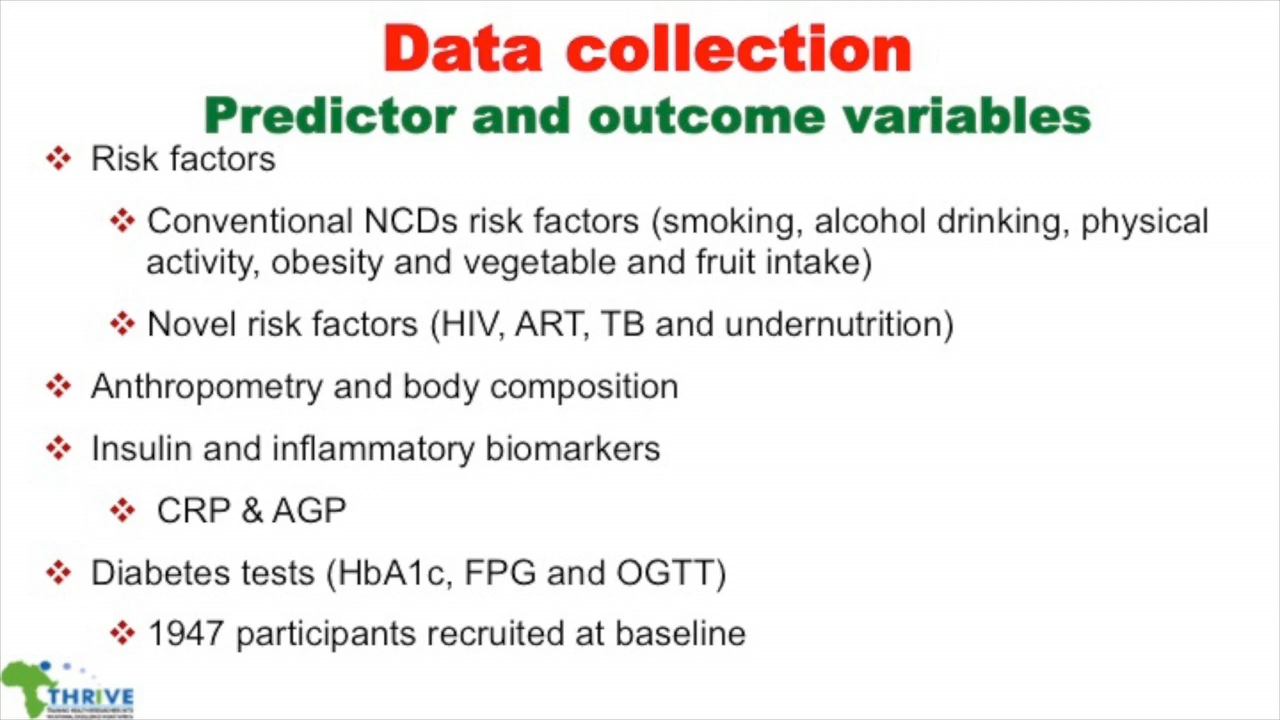 Data collection
Predictor and outcome variables
Risk factors
Conventional NCDs risk factors (smoking, alcohol drinking, physical
activity, obesity and vegetable and fruit intake)
Novel risk factors (HIV, ART, TB and undernutrition)
Anthropometry and body composition
Insulin and inflammatory biomarkers
CRP & AGP
Diabetes tests (HbA1c, FPG and OGTT)
1947 participants recruited at baseline
THRiVE